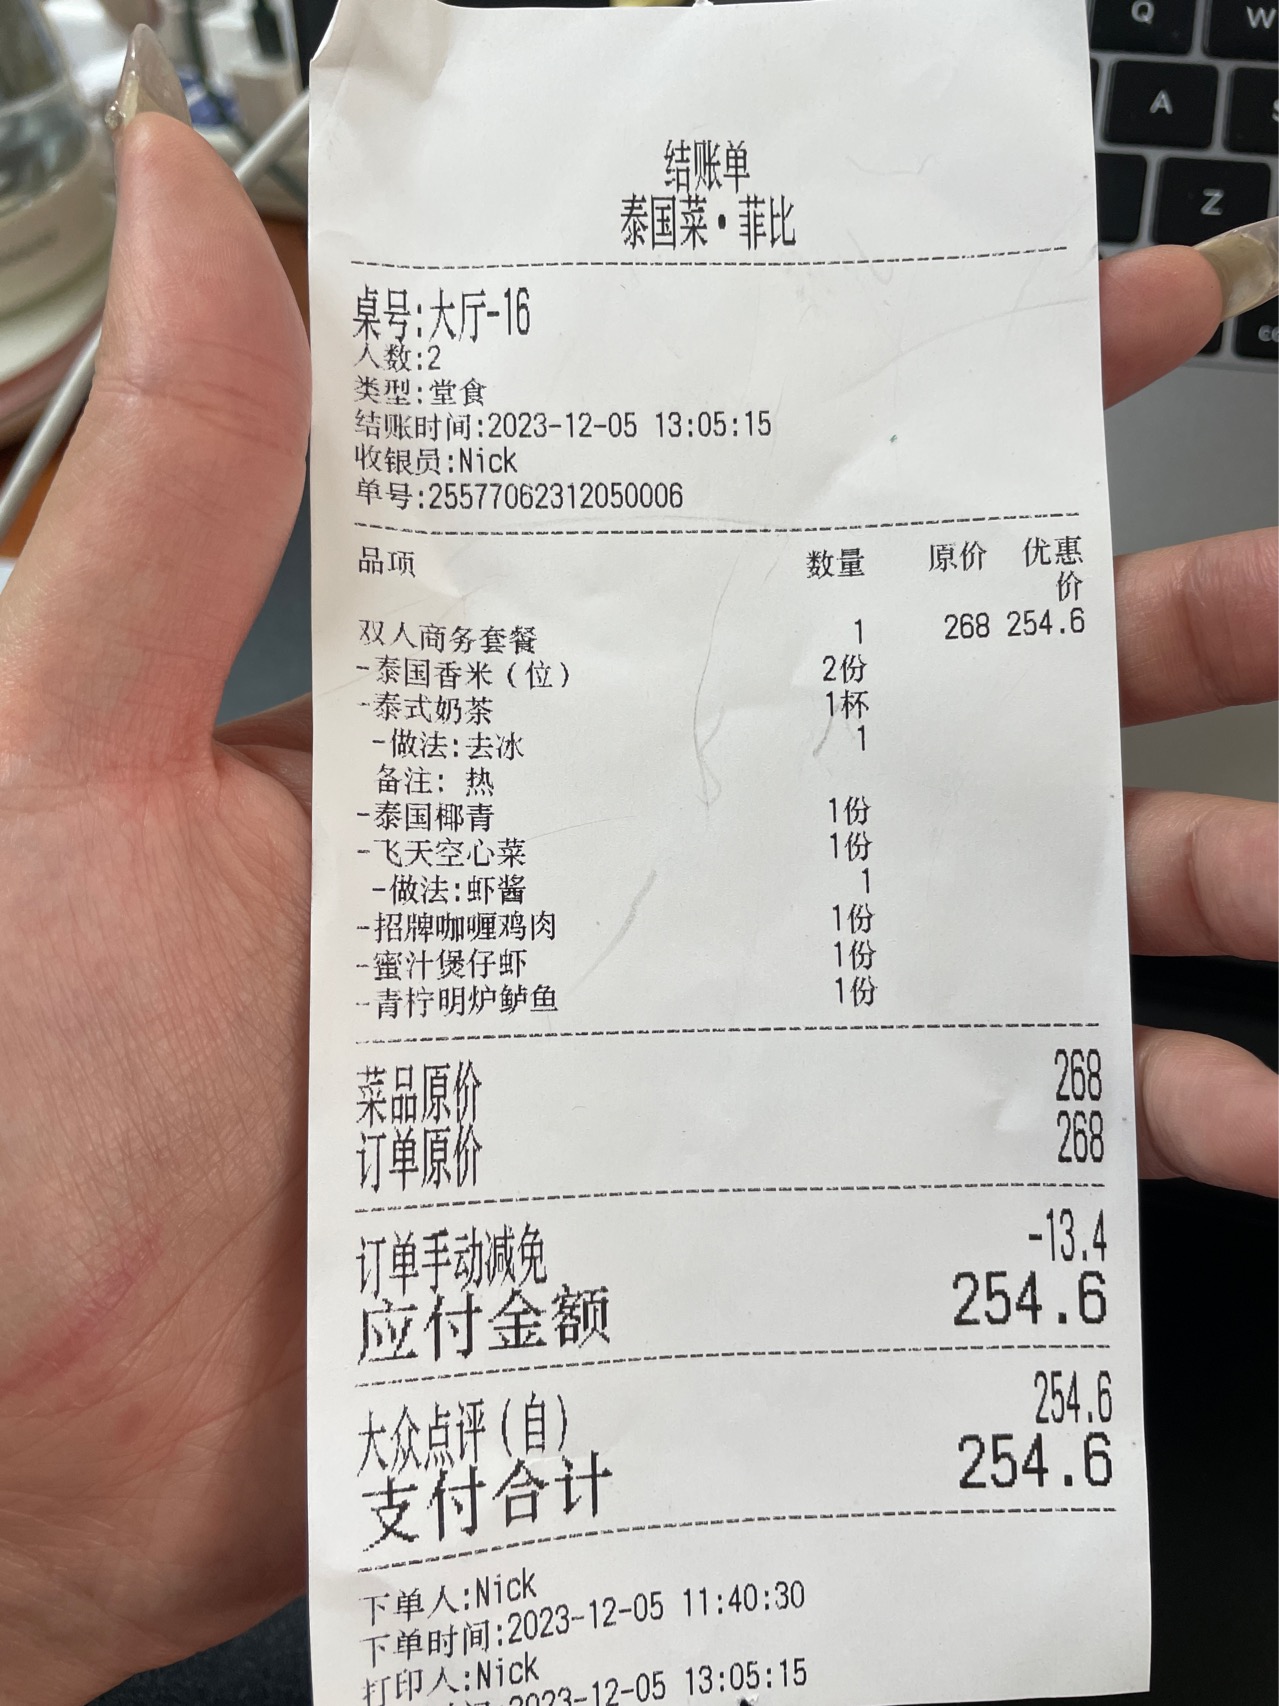 结账单
泰国菜·菲比
桌号:大厅-16
人数:2
类型:堂食
结账时间:2023-12-05 13:05:15
收银员:Nick
单号:25577062312050006
品项 数量 原价 优惠价
双人商务套餐 1 268 254.6
-泰国香米(位) 2份
-泰式奶茶 1杯
-做法:去冰 1
备注: 热
-泰国椰青 1份
-飞天空心菜 1份
-做法:虾酱 1
-招牌咖喱鸡肉 1份
-蜜汁煲仔虾 1份
-青柠明炉鲈鱼 1份
菜品原价 268
订单原价 268
订单手动减免 -13.4
应付金额 254.6
大众点评(自) 254.6
支付合计 254.6
下单人:Nick
下单时间:2023-12-05 11:40:30
打印人:Nick
2023-12-05 13:05:15
Q
W
A
Z